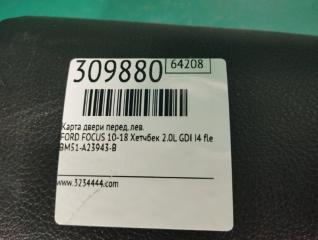 309880 64208
Карта двери перед. лев.
FORD FOCUS 10-18 Хетчбек 2.0L GDI I4 fle
BM51-A23943-B
www.3234444.com